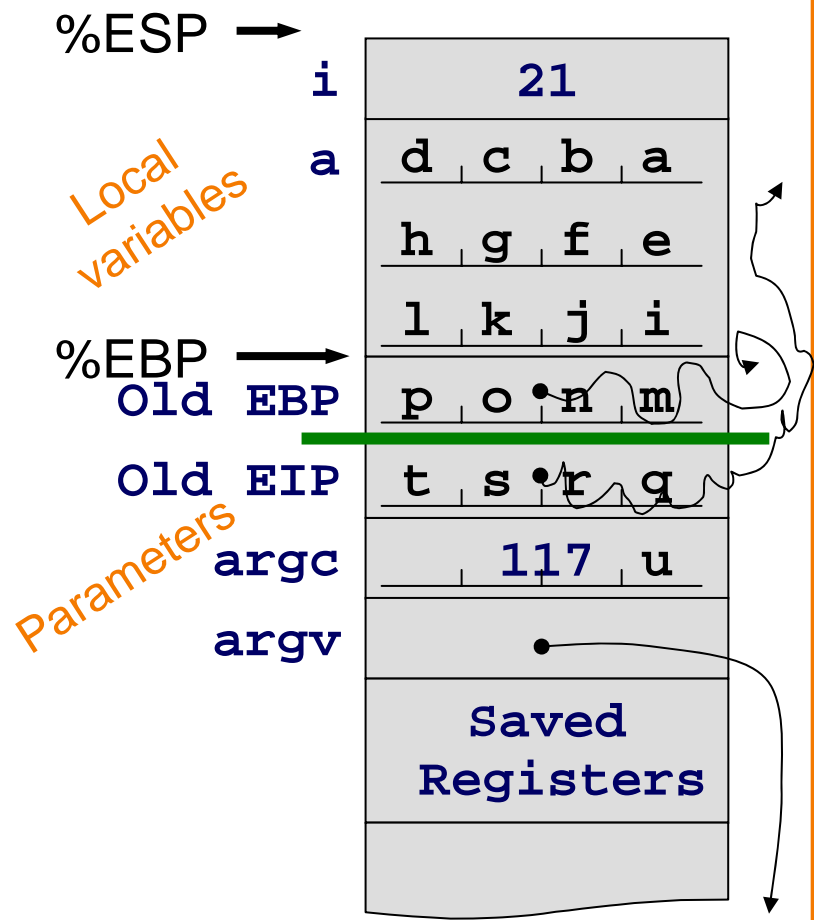 %ESP
i 21
Local
variables
a d c b a
h g f e
l k j i
%EBP
Old EBP p o n m
Old EIP t s r q
Parameters
argc 117 u
argv
Saved
Registers